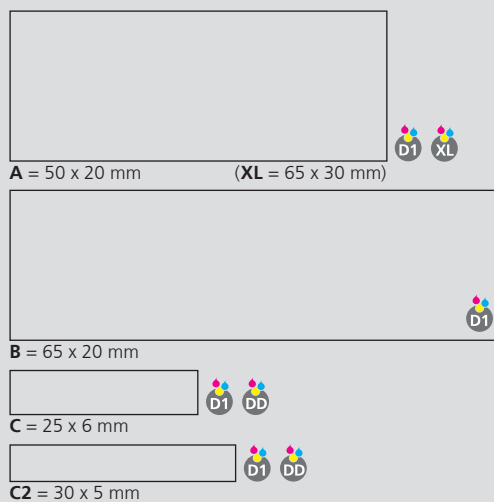 D1 XL
A = 50 x 20 mm (XL = 65 x 30 mm)
D1
B = 65 x 20 mm
D1 DD
C = 25 x 6 mm
D1 DD
C2 = 30 x 5 mm